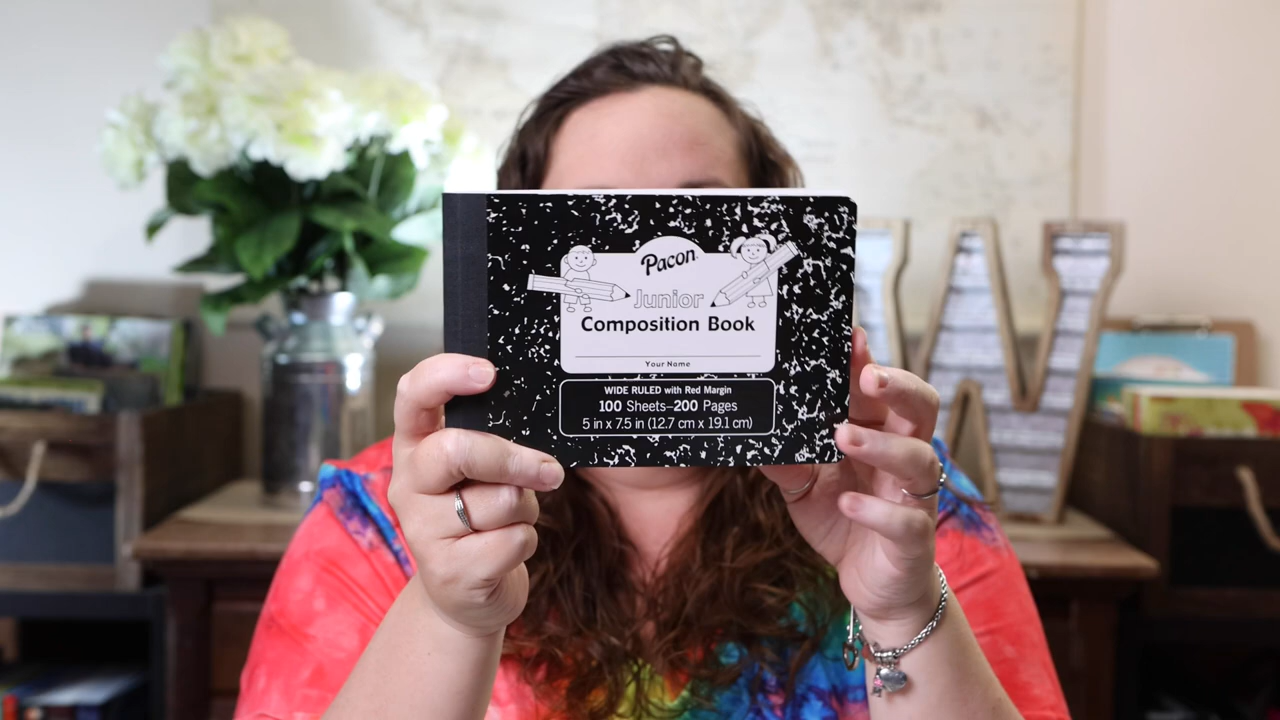 Pacon
Junior
Composition Book
Your Name
WIDE RULED with Red Margin
100 Sheets–200 Pages
5 in x 7.5 in (12.7 cm x 19.1 cm)
W